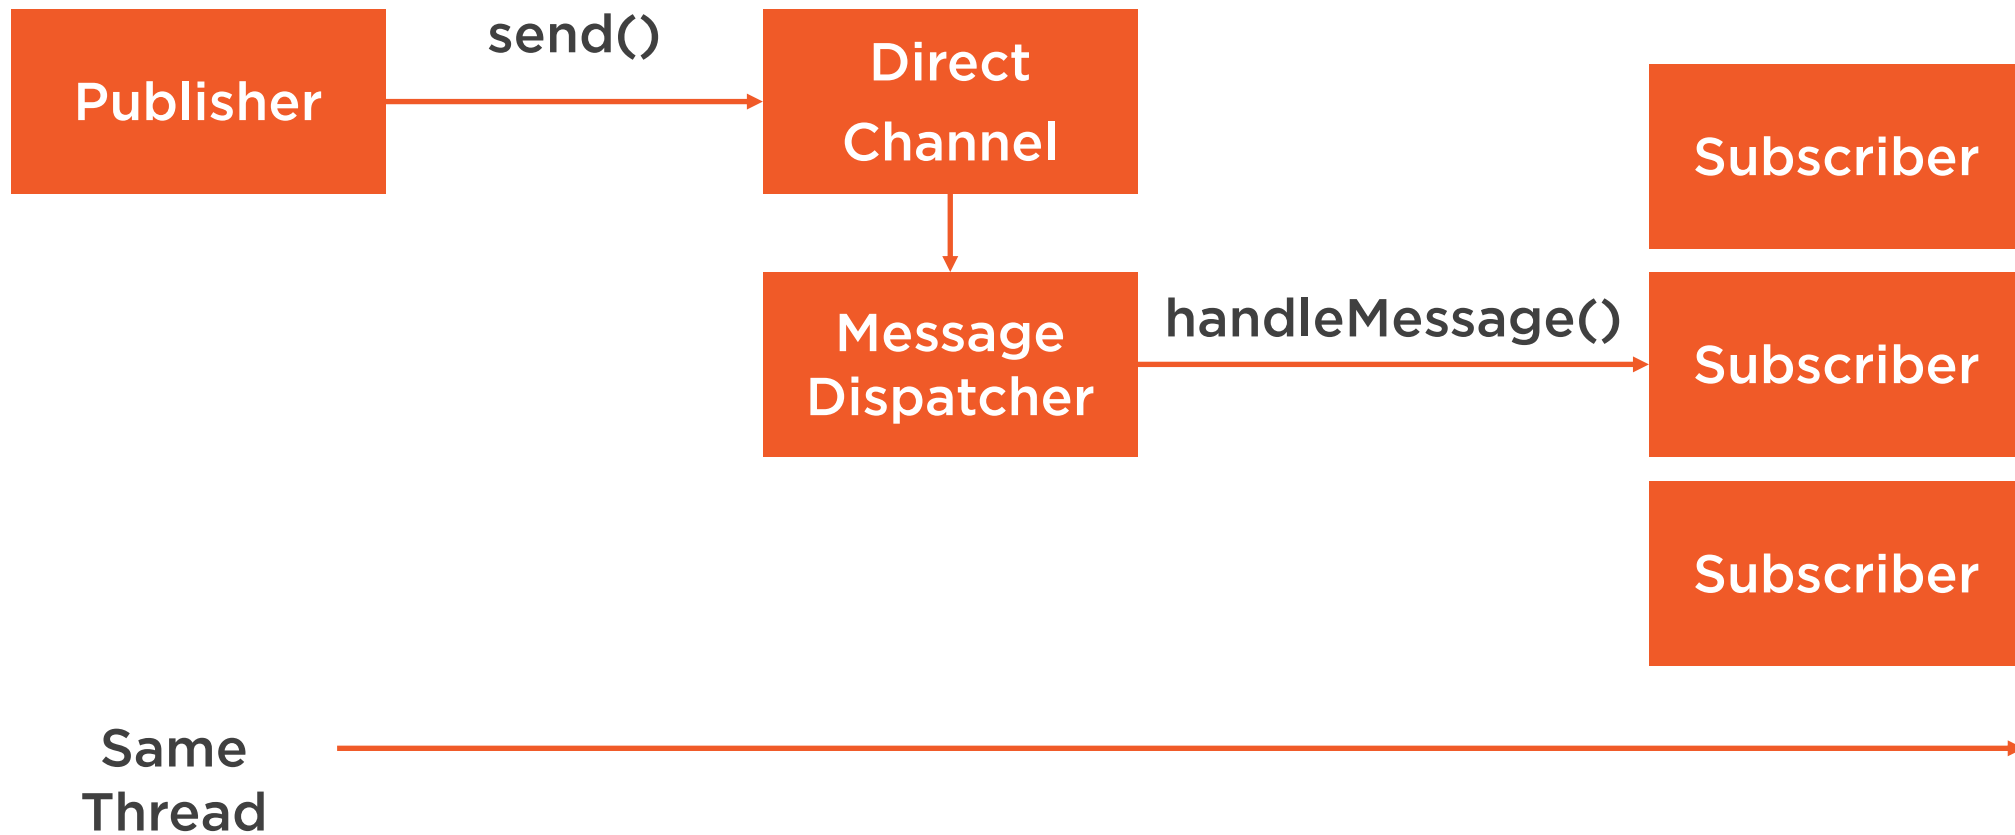 Publisher
send()
Direct
Channel
Subscriber
Message
Dispatcher
handleMessage()
Subscriber
Subscriber
Same
Thread